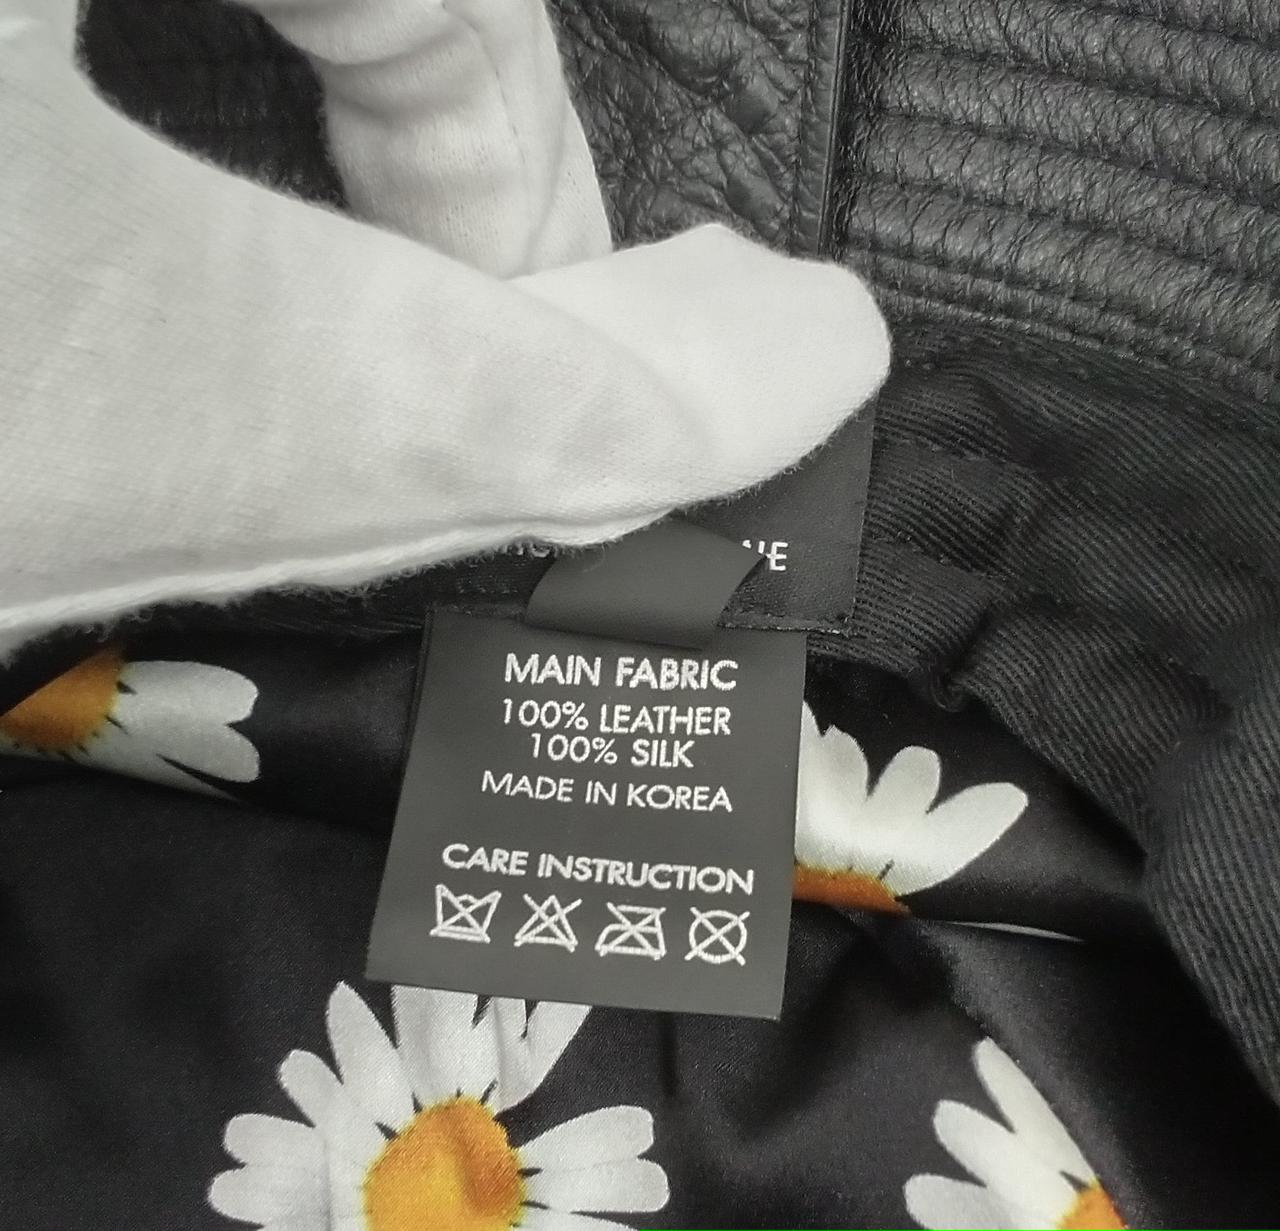 MAIN FABRIC
100% LEATHER
100% SILK
MADE IN KOREA
CARE INSTRUCTION